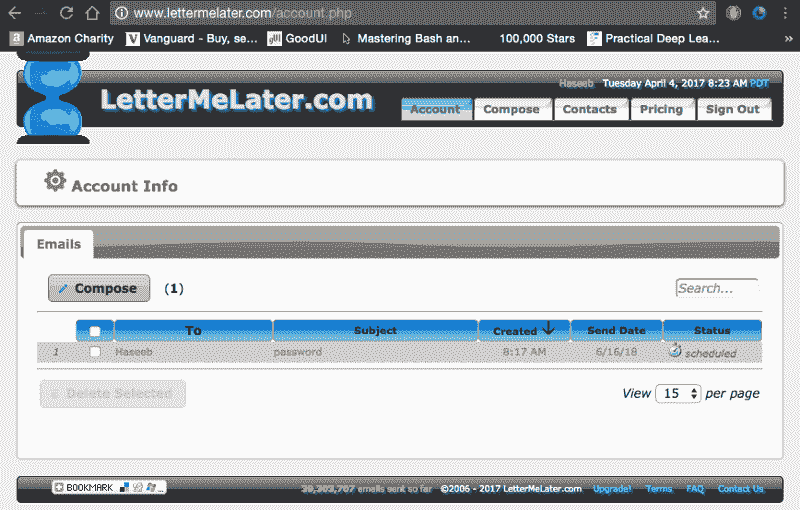 www.lettermelater.com/account.php
Amazon Charity Vanguard - Buy, se... GoodUI Mastering Bash an... 100,000 Stars Practical Deep Lea... »
Haseeb Tuesday April 4, 2017 8:23 AM PDT
LetterMeLater.com
Account Compose Contacts Pricing Sign Out
Account Info
Emails
Compose (1) Search...
To Subject Created Send Date Status
1 Haseeb password 8:17 AM 6/16/18 scheduled
Delete Selected View 15 per page
BOOKMARK emails sent so far ©2006 - 2017 LetterMeLater.com Upgrade! Terms FAQ Contact Us